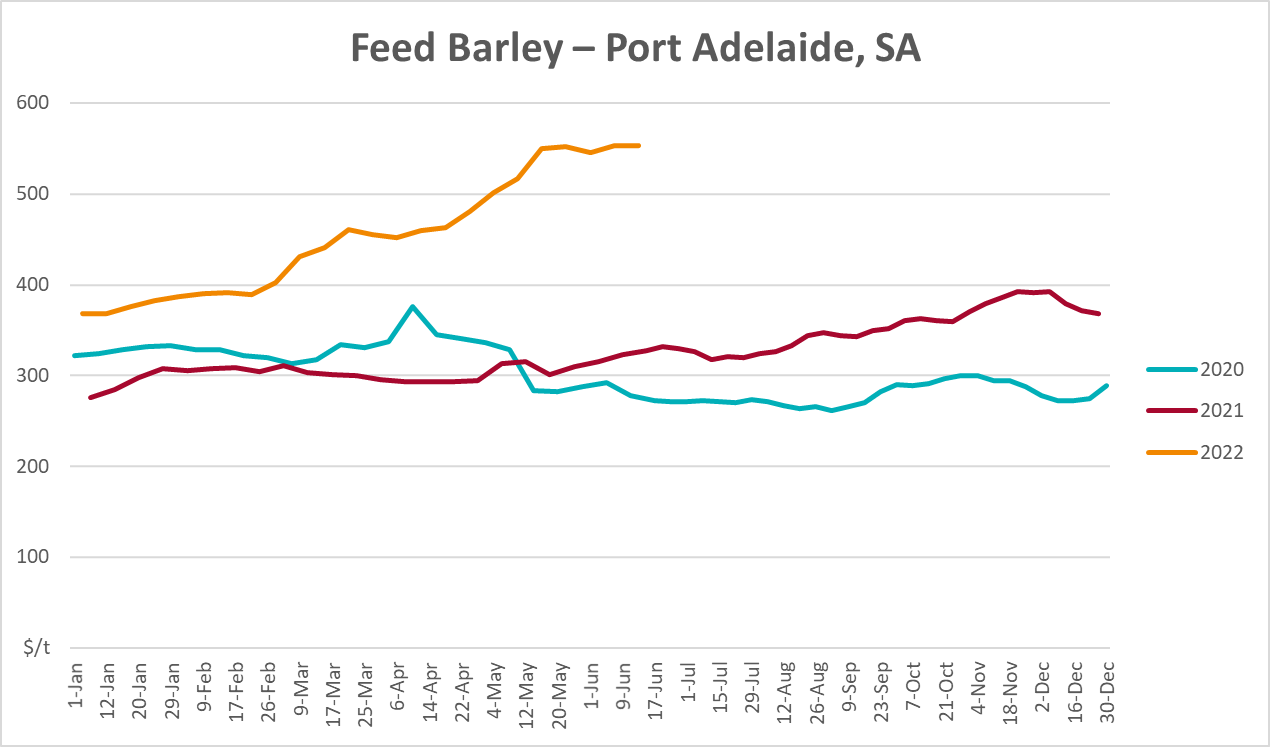 Feed Barley – Port Adelaide, SA
600
500
400
300
200
100
$/t
1-Jan
12-Jan
20-Jan
29-Jan
9-Feb
17-Feb
26-Feb
9-Mar
17-Mar
25-Mar
6-Apr
14-Apr
22-Apr
4-May
12-May
20-May
1-Jun
9-Jun
17-Jun
1-Jul
15-Jul
29-Jul
12-Aug
26-Aug
9-Sep
23-Sep
7-Oct
21-Oct
4-Nov
18-Nov
2-Dec
16-Dec
30-Dec
2020
2021
2022